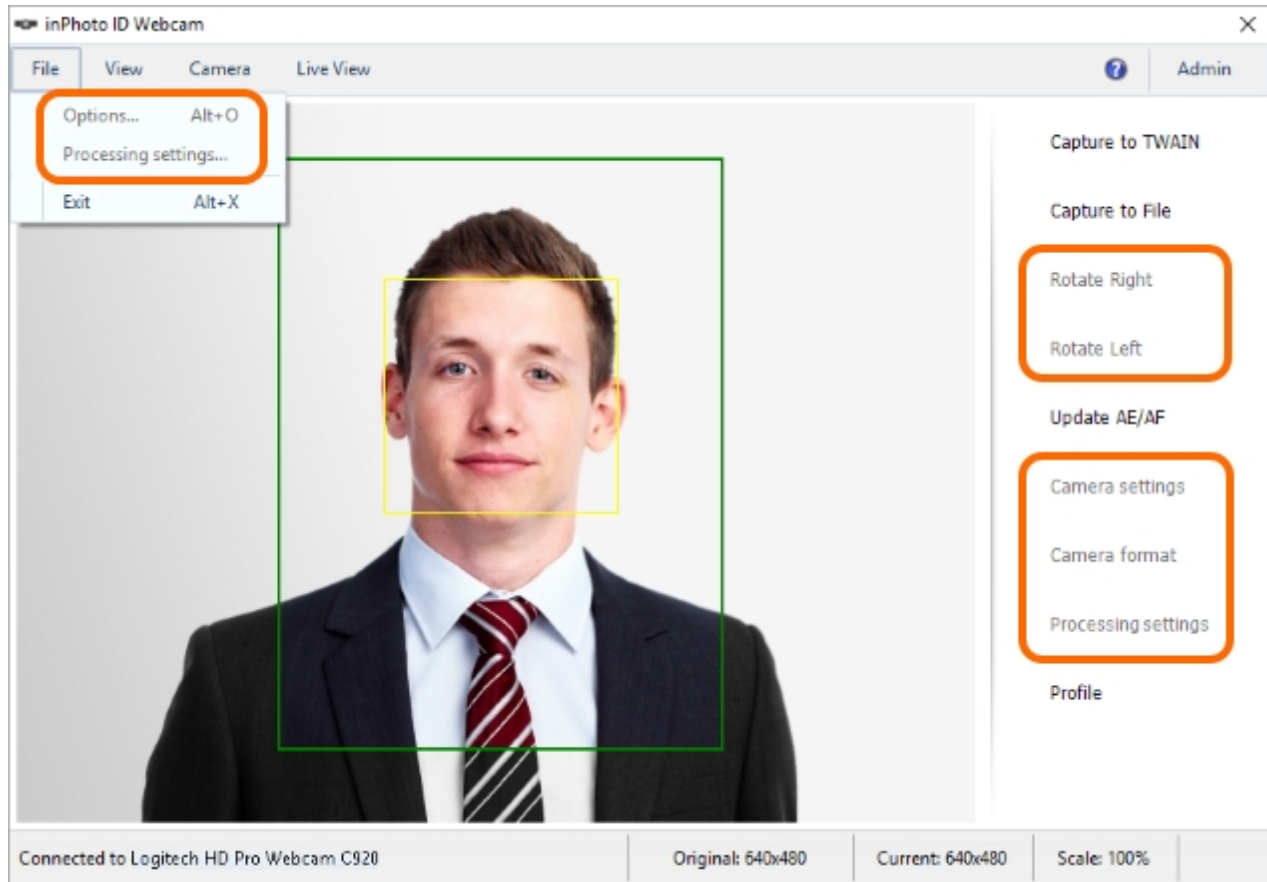 inPhoto ID Webcam
File View Camera Live View Admin
Options... Alt+O
Processing settings...
Exit Alt+X
Capture to TWAIN
Capture to File
Rotate Right
Rotate Left
Update AE/AF
Camera settings
Camera format
Processing settings
Profile
Connected to Logitech HD Pro Webcam C920 Original: 640x480 Current: 640x480 Scale: 100%